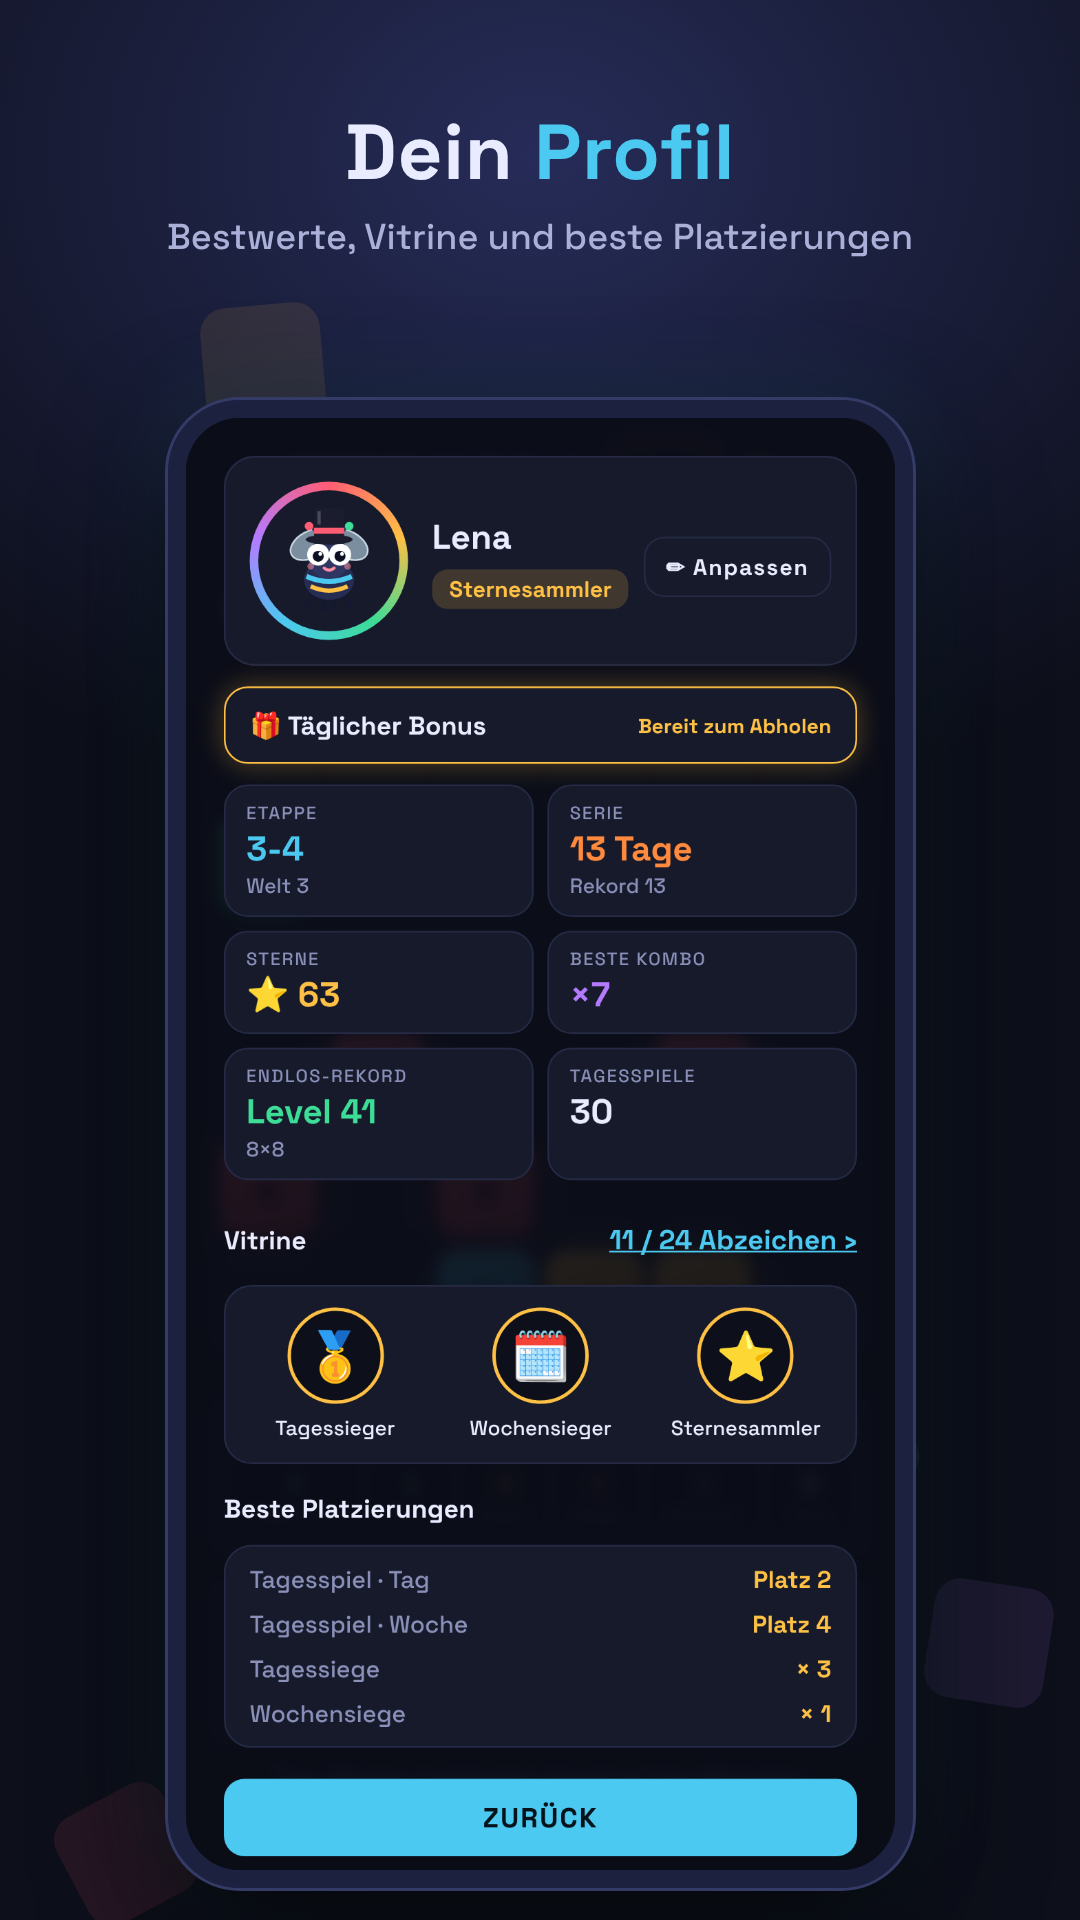 Dein Profil
Bestwerte, Vitrine und beste Platzierungen
Lena
Sternesammler
✏ Anpassen
🎁 Täglicher Bonus
Bereit zum Abholen
ETAPPE
3-4
Welt 3
SERIE
13 Tage
Rekord 13
STERNE
⭐ 63
BESTE KOMBO
×7
ENDLOS-REKORD
Level 41
8×8
TAGESSPIELE
30
Vitrine
11 / 24 Abzeichen >
Tagessieger
Wochensieger
Sternesammler
Beste Platzierungen
Tagesspiel · Tag
Platz 2
Tagesspiel · Woche
Platz 4
Tagessiege
× 3
Wochensiege
× 1
ZURÜCK